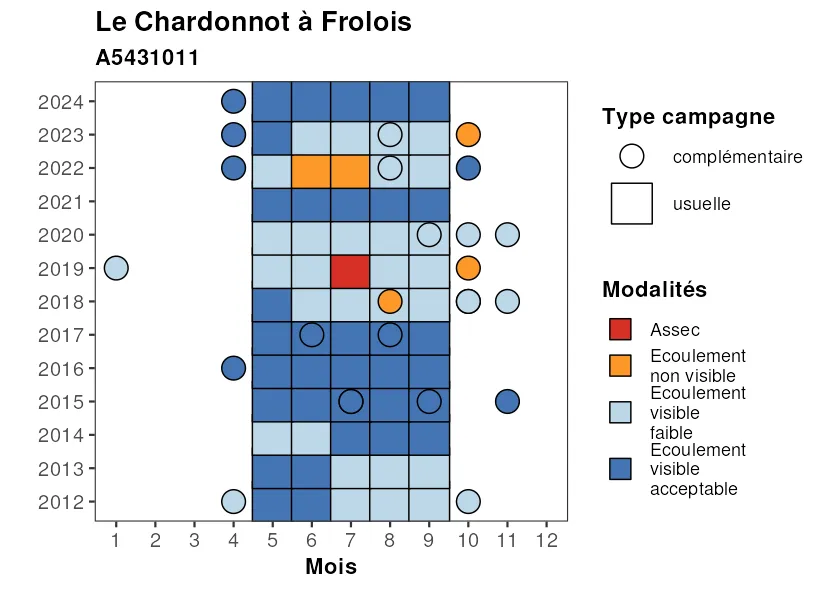 Le Chardonnot à Frolois
A5431011
2024
2023
2022
2021
2020
2019
2018
2017
2016
2015
2014
2013
2012
1 2 3 4 5 6 7 8 9 10 11 12
Mois
Type campagne
complémentaire
usuelle
Modalités
Assec
Ecoulement
non visible
Ecoulement
visible
faible
Ecoulement
visible
acceptable